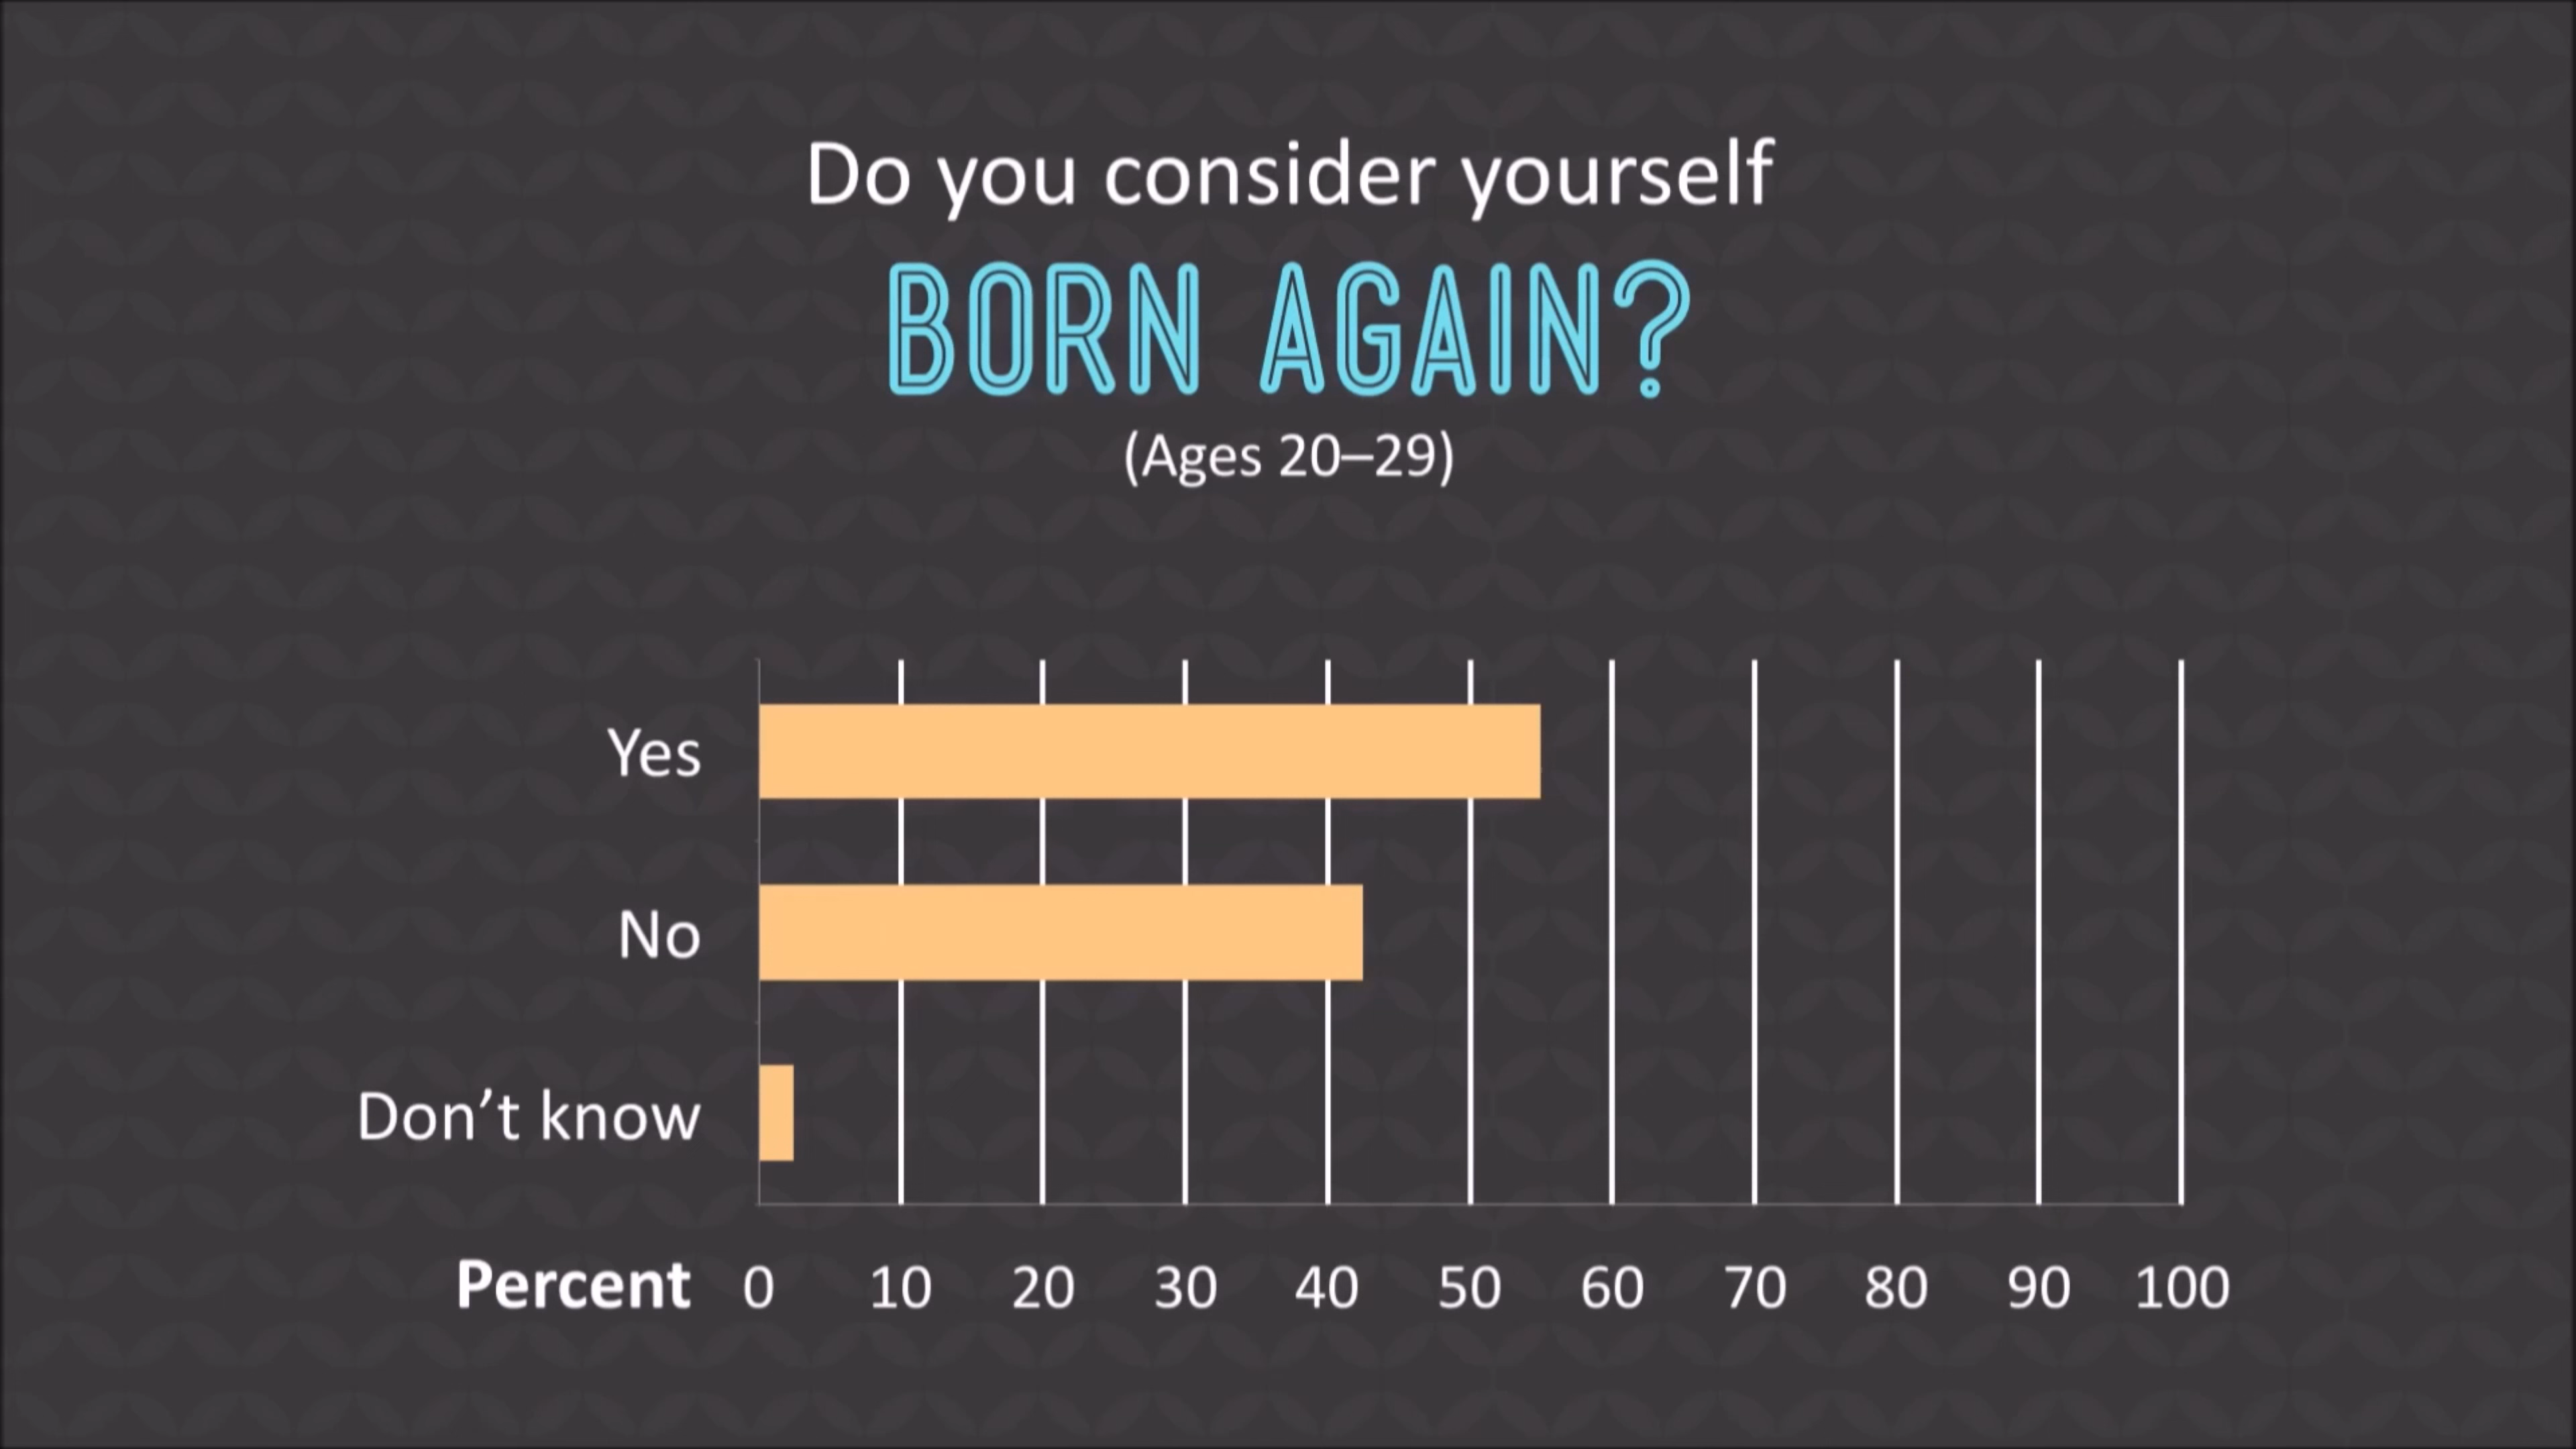 Do you consider yourself
BORN AGAIN?
(Ages 20–29)
Yes
No
Don’t know
Percent 0 10 20 30 40 50 60 70 80 90 100